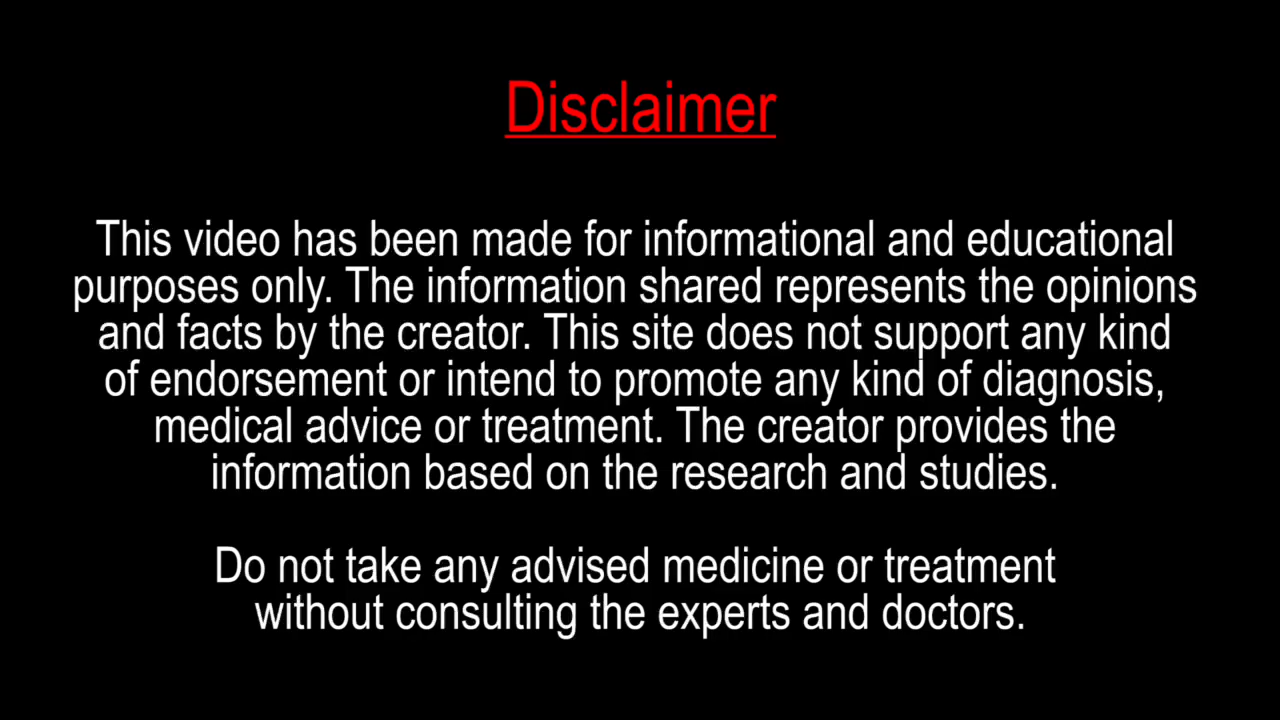 Disclaimer
This video has been made for informational and educational
purposes only. The information shared represents the opinions
and facts by the creator. This site does not support any kind
of endorsement or intend to promote any kind of diagnosis,
medical advice or treatment. The creator provides the
information based on the research and studies.
Do not take any advised medicine or treatment
without consulting the experts and doctors.